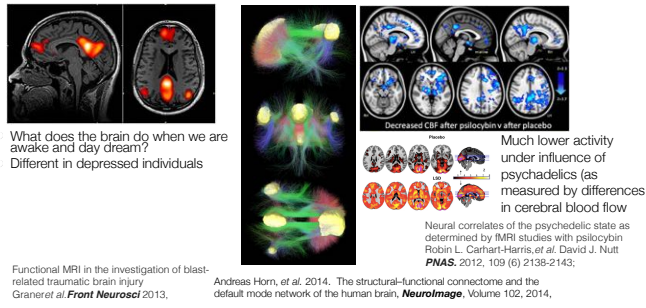 What does the brain do when we are
awake and day dream?
Different in depressed individuals
Decreased CBF after psilocybin v after placebo
Placebo
LSD
Much lower activity
under influence of
psychadelics (as
measured by differences
in cerebral blood flow
Neural correlates of the psychedelic state as
determined by fMRI studies with psilocybin
Robin L. Carhart-Harris,et al. David J. Nutt
PNAS. 2012, 109 (6) 2138-2143;
Functional MRI in the investigation of blast-
related traumatic brain injury
Graneret al.Front Neurosci 2013,
Andreas Horn, et al. 2014. The structural–functional connectome and the
default mode network of the human brain, NeuroImage, Volume 102, 2014,